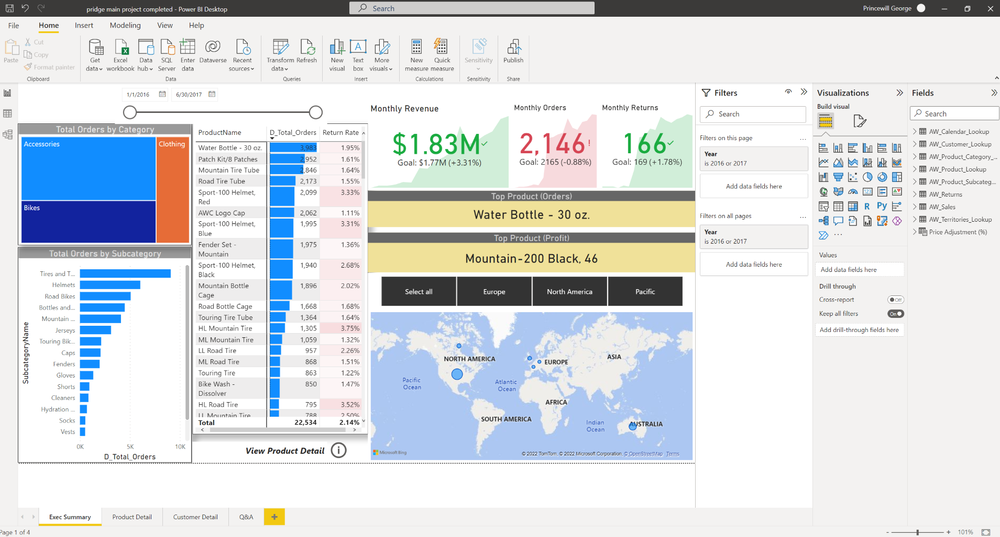 pridge main project completed - Power BI Desktop
Search
Princewill George
File
Home
Insert
Modeling
View
Help
Paste
Cut
Copy
Format painter
Clipboard
Get data
Excel workbook
Data hub
SQL Server
Enter data
Dataverse
Recent sources
Data
Transform data
Refresh
Queries
New visual
Text box
More visuals
Insert
New measure
Quick measure
Calculations
Sensitivity
Sensitivity
Publish
Share
1/1/2016
6/30/2017
Total Orders by Category
Accessories
Clothing
Bikes
Total Orders by Subcategory
SubcategoryName
Tires and T...
Helmets
Road Bikes
Bottles and...
Mountain ...
Jerseys
Touring Bik...
Caps
Fenders
Gloves
Shorts
Cleaners
Hydration ...
Socks
Vests
0K 5K 10K
D_Total_Orders
ProductName D_Total_Orders Return Rate
Water Bottle - 30 oz. 3,983 1.95%
Patch Kit/8 Patches 2,952 1.61%
Mountain Tire Tube 2,846 1.64%
Road Tire Tube 2,173 1.55%
Sport-100 Helmet, 2,099 3.33%
Red
AWC Logo Cap 2,062 1.11%
Sport-100 Helmet, 1,995 3.31%
Blue
Fender Set - 1,975 1.36%
Mountain
Sport-100 Helmet, 1,940 2.68%
Black
Mountain Bottle 1,896 2.02%
Cage
Road Bottle Cage 1,668 1.68%
Touring Tire Tube 1,364 1.64%
HL Mountain Tire 1,305 3.75%
ML Mountain Tire 1,059 1.32%
LL Road Tire 957 2.26%
ML Road Tire 868 1.51%
Touring Tire 863 1.22%
Bike Wash - 850 1.47%
Dissolver
HL Road Tire 795 3.52%
LL Mountain Tire 788 2.50%
Total 22,534 2.14%
View Product Detail
Monthly Revenue
$1.83M
Goal: $1.77M (+3.31%)
Monthly Orders
2,146!
Goal: 2165 (-0.88%)
Monthly Returns
166
Goal: 169 (+1.78%)
Top Product (Orders)
Water Bottle - 30 oz.
Top Product (Profit)
Mountain-200 Black, 46
Select all
Europe
North America
Pacific
NORTH AMERICA
EUROPE
ASIA
Pacific
Ocean
Atlantic
Ocean
AFRICA
SOUTH AMERICA
Indian
Ocean
AUSTRALIA
Microsoft Bing
© 2022 TomTom, © 2022 Microsoft Corporation, © OpenStreetMap Terms
Filters
Search
Filters on this page ...
Year
is 2016 or 2017
Add data fields here
Filters on all pages ...
Year
is 2016 or 2017
Add data fields here
Visualizations
Build visual
123
R
Py
...
Values
Add data fields here
Drill through
Cross-report Off
Keep all filters On
Add drill-through fields here
Fields
Search
AW_Calendar_Lookup
AW_Customer_Lookup
AW_Product_Category_...
AW_Product_Lookup
AW_Product_Subcateg...
AW_Returns
AW_Sales
AW_Territories_Lookup
Price Adjustment (%)
Exec Summary
Product Detail
Customer Detail
Q&A
+
Page 1 of 4
- + 101%